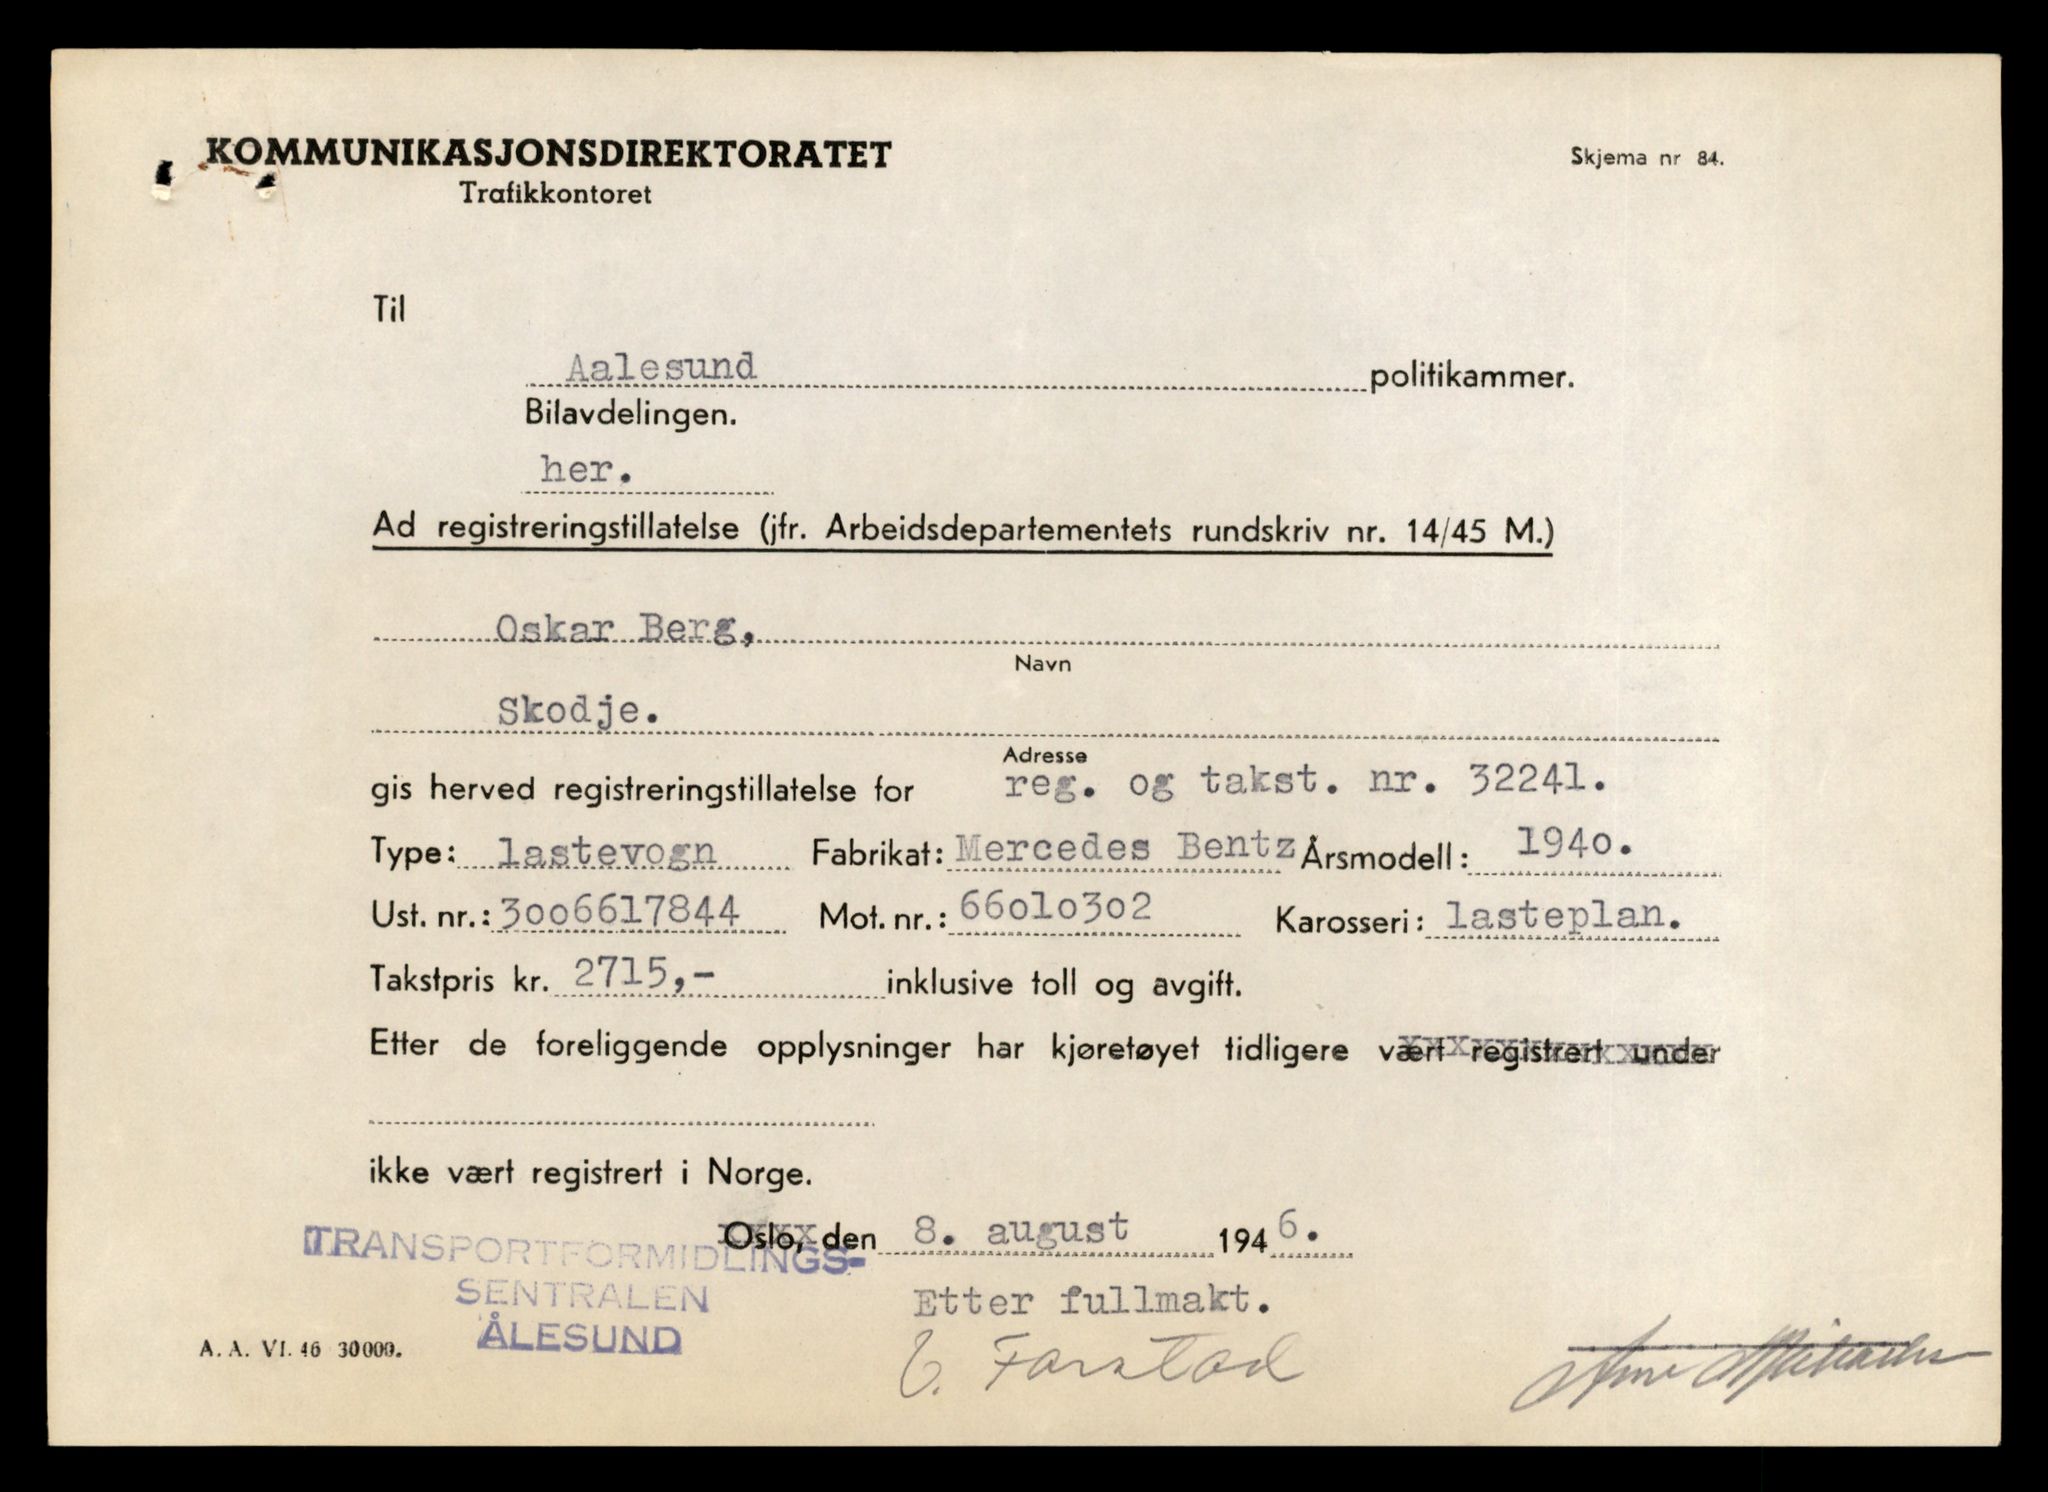 KOMMUNIKASJONSDIREKTORATET
Skjema nr 84.
Trafikkontoret
Til
Aalesund politikammer.
Bilavdelingen.
her.
Ad registreringstillatelse (jfr. Arbeidsdepartementets rundskriv nr. 14/45 M.)
Oskar Berg,
Navn
Skodje.
Adresse
gis herved registreringstillatelse for reg. og takst. nr. 32241.
Type: lastevogn Fabrikat: Mercedes Bentz Årsmodell: 1940.
Ust. nr.: 3006617844 Mot. nr.: 66010302 Karosseri: lasteplan.
Takstpris kr. 2715,- inklusive toll og avgift.
Etter de foreliggende opplysninger har kjøretøyet tidligere vært registrert under
ikke vært registrert i Norge.
Oslo, den 8. august 1946.
TRANSPORTFORMIDLINGS-
SENTRALEN
ÅLESUND
Etter fullmakt.
A. A. VI. 46 30000.
Forstad
Arne